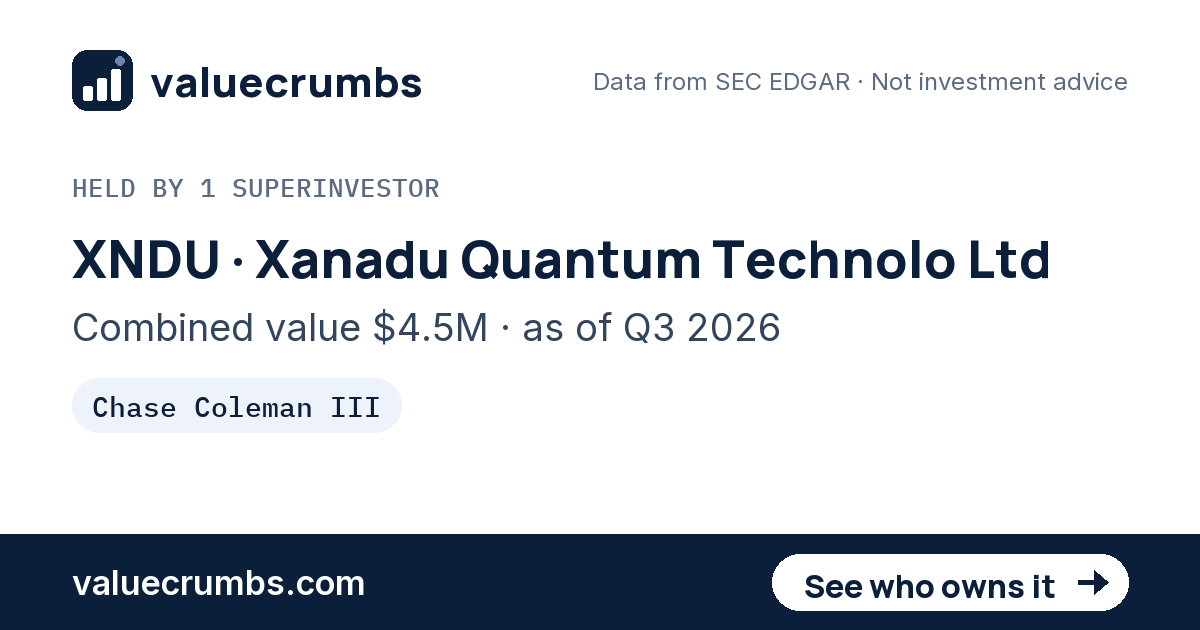 valuecrumbs
Data from SEC EDGAR · Not investment advice
HELD BY 1 SUPERINVESTOR
XNDU · Xanadu Quantum Technolo Ltd
Combined value $4.5M · as of Q3 2026
Chase Coleman III
valuecrumbs.com
See who owns it →